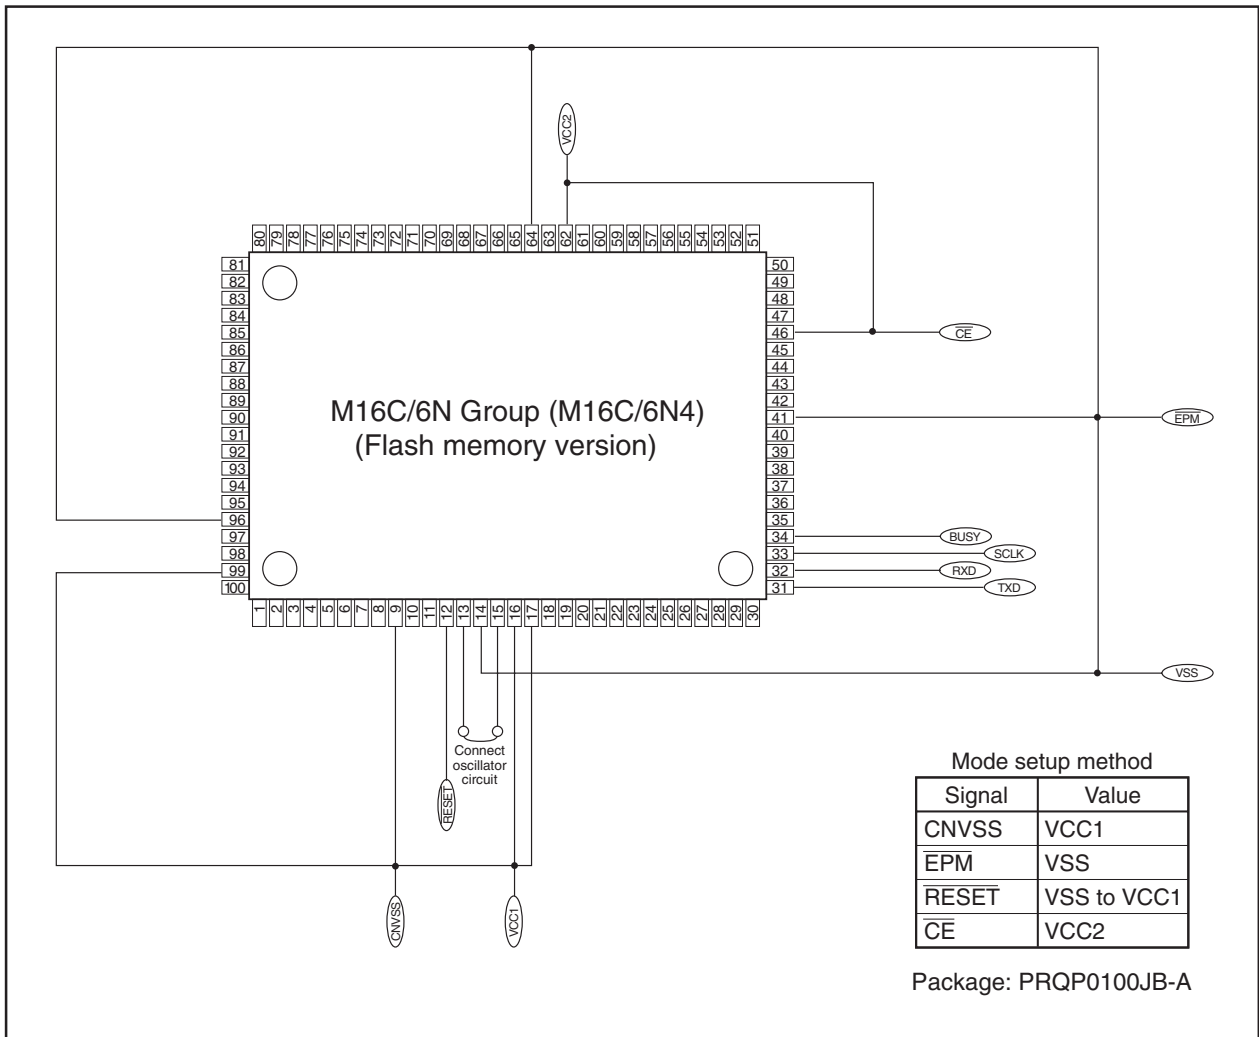 VCC2
80 79 78 77 76 75 74 73 72 71 70 69 68 67 66 65 64 63 62 61 60 59 58 57 56 55 54 53 52 51
81
82
83
84
85
86
87
88
89
90
91
92
93
94
95
96
97
98
99
100
M16C/6N Group (M16C/6N4)
(Flash memory version)
50
49
48
47
46
45
44
43
42
41
40
39
38
37
36
35
34
33
32
31
CE
EPM
BUSY
SCLK
RXD
TXD
1 2 3 4 5 6 7 8 9 10 11 12 13 14 15 16 17 18 19 20 21 22 23 24 25 26 27 28 29 30
VSS
Connect
oscillator
circuit
RESET
CNVSS
VCC1
Mode setup method
Signal Value
CNVSS VCC1
EPM VSS
RESET VSS to VCC1
CE VCC2
Package: PRQP0100JB-A